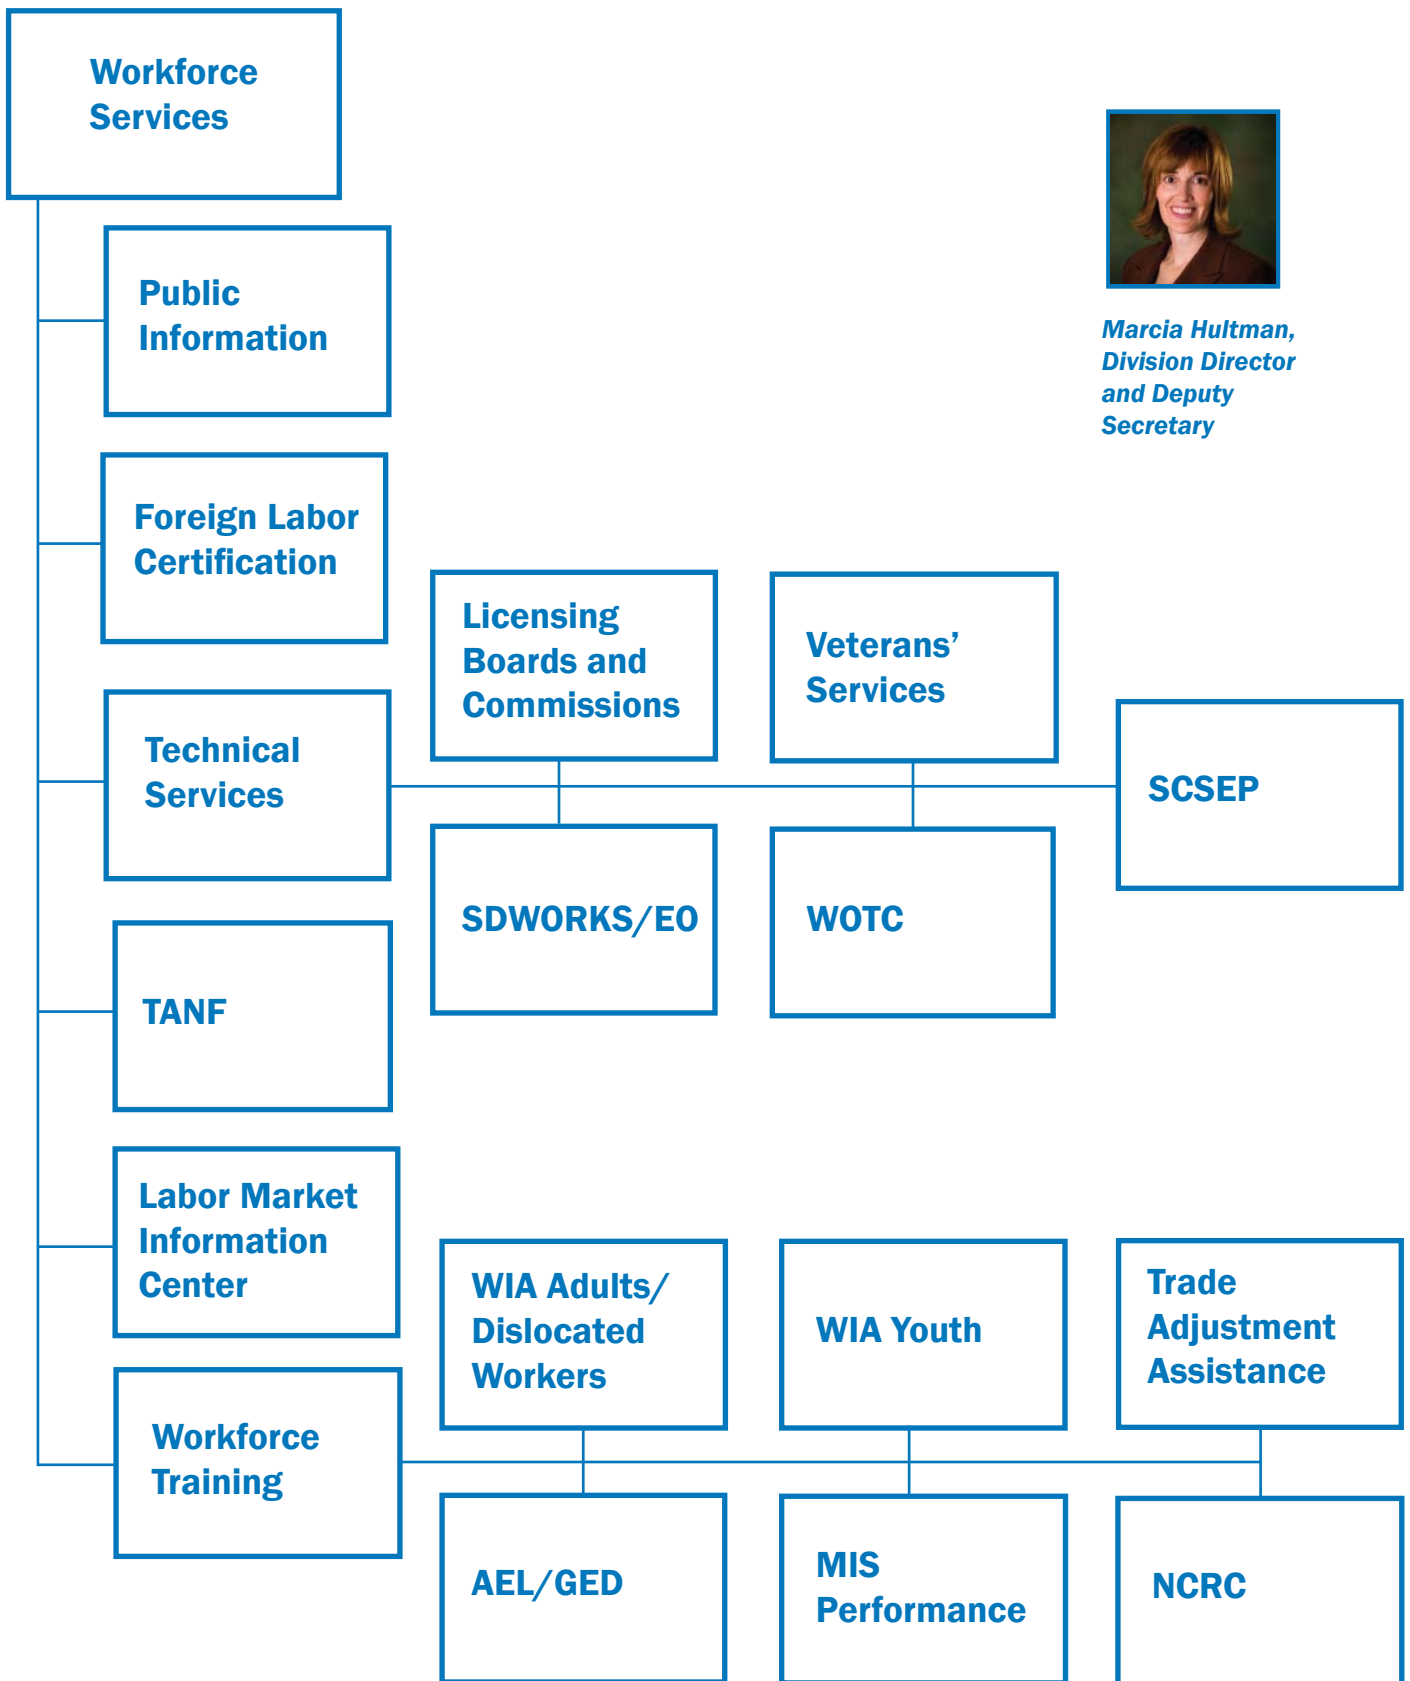 Workforce
Services
Marcia Hultman,
Division Director
and Deputy
Secretary
Public
Information
Foreign Labor
Certification
Licensing
Boards and
Commissions
Veterans’
Services
Technical
Services
SCSEP
SDWORKS/EO
WOTC
TANF
Labor Market
Information
Center
WIA Adults/
Dislocated
Workers
WIA Youth
Trade
Adjustment
Assistance
Workforce
Training
AEL/GED
MIS
Performance
NCRC